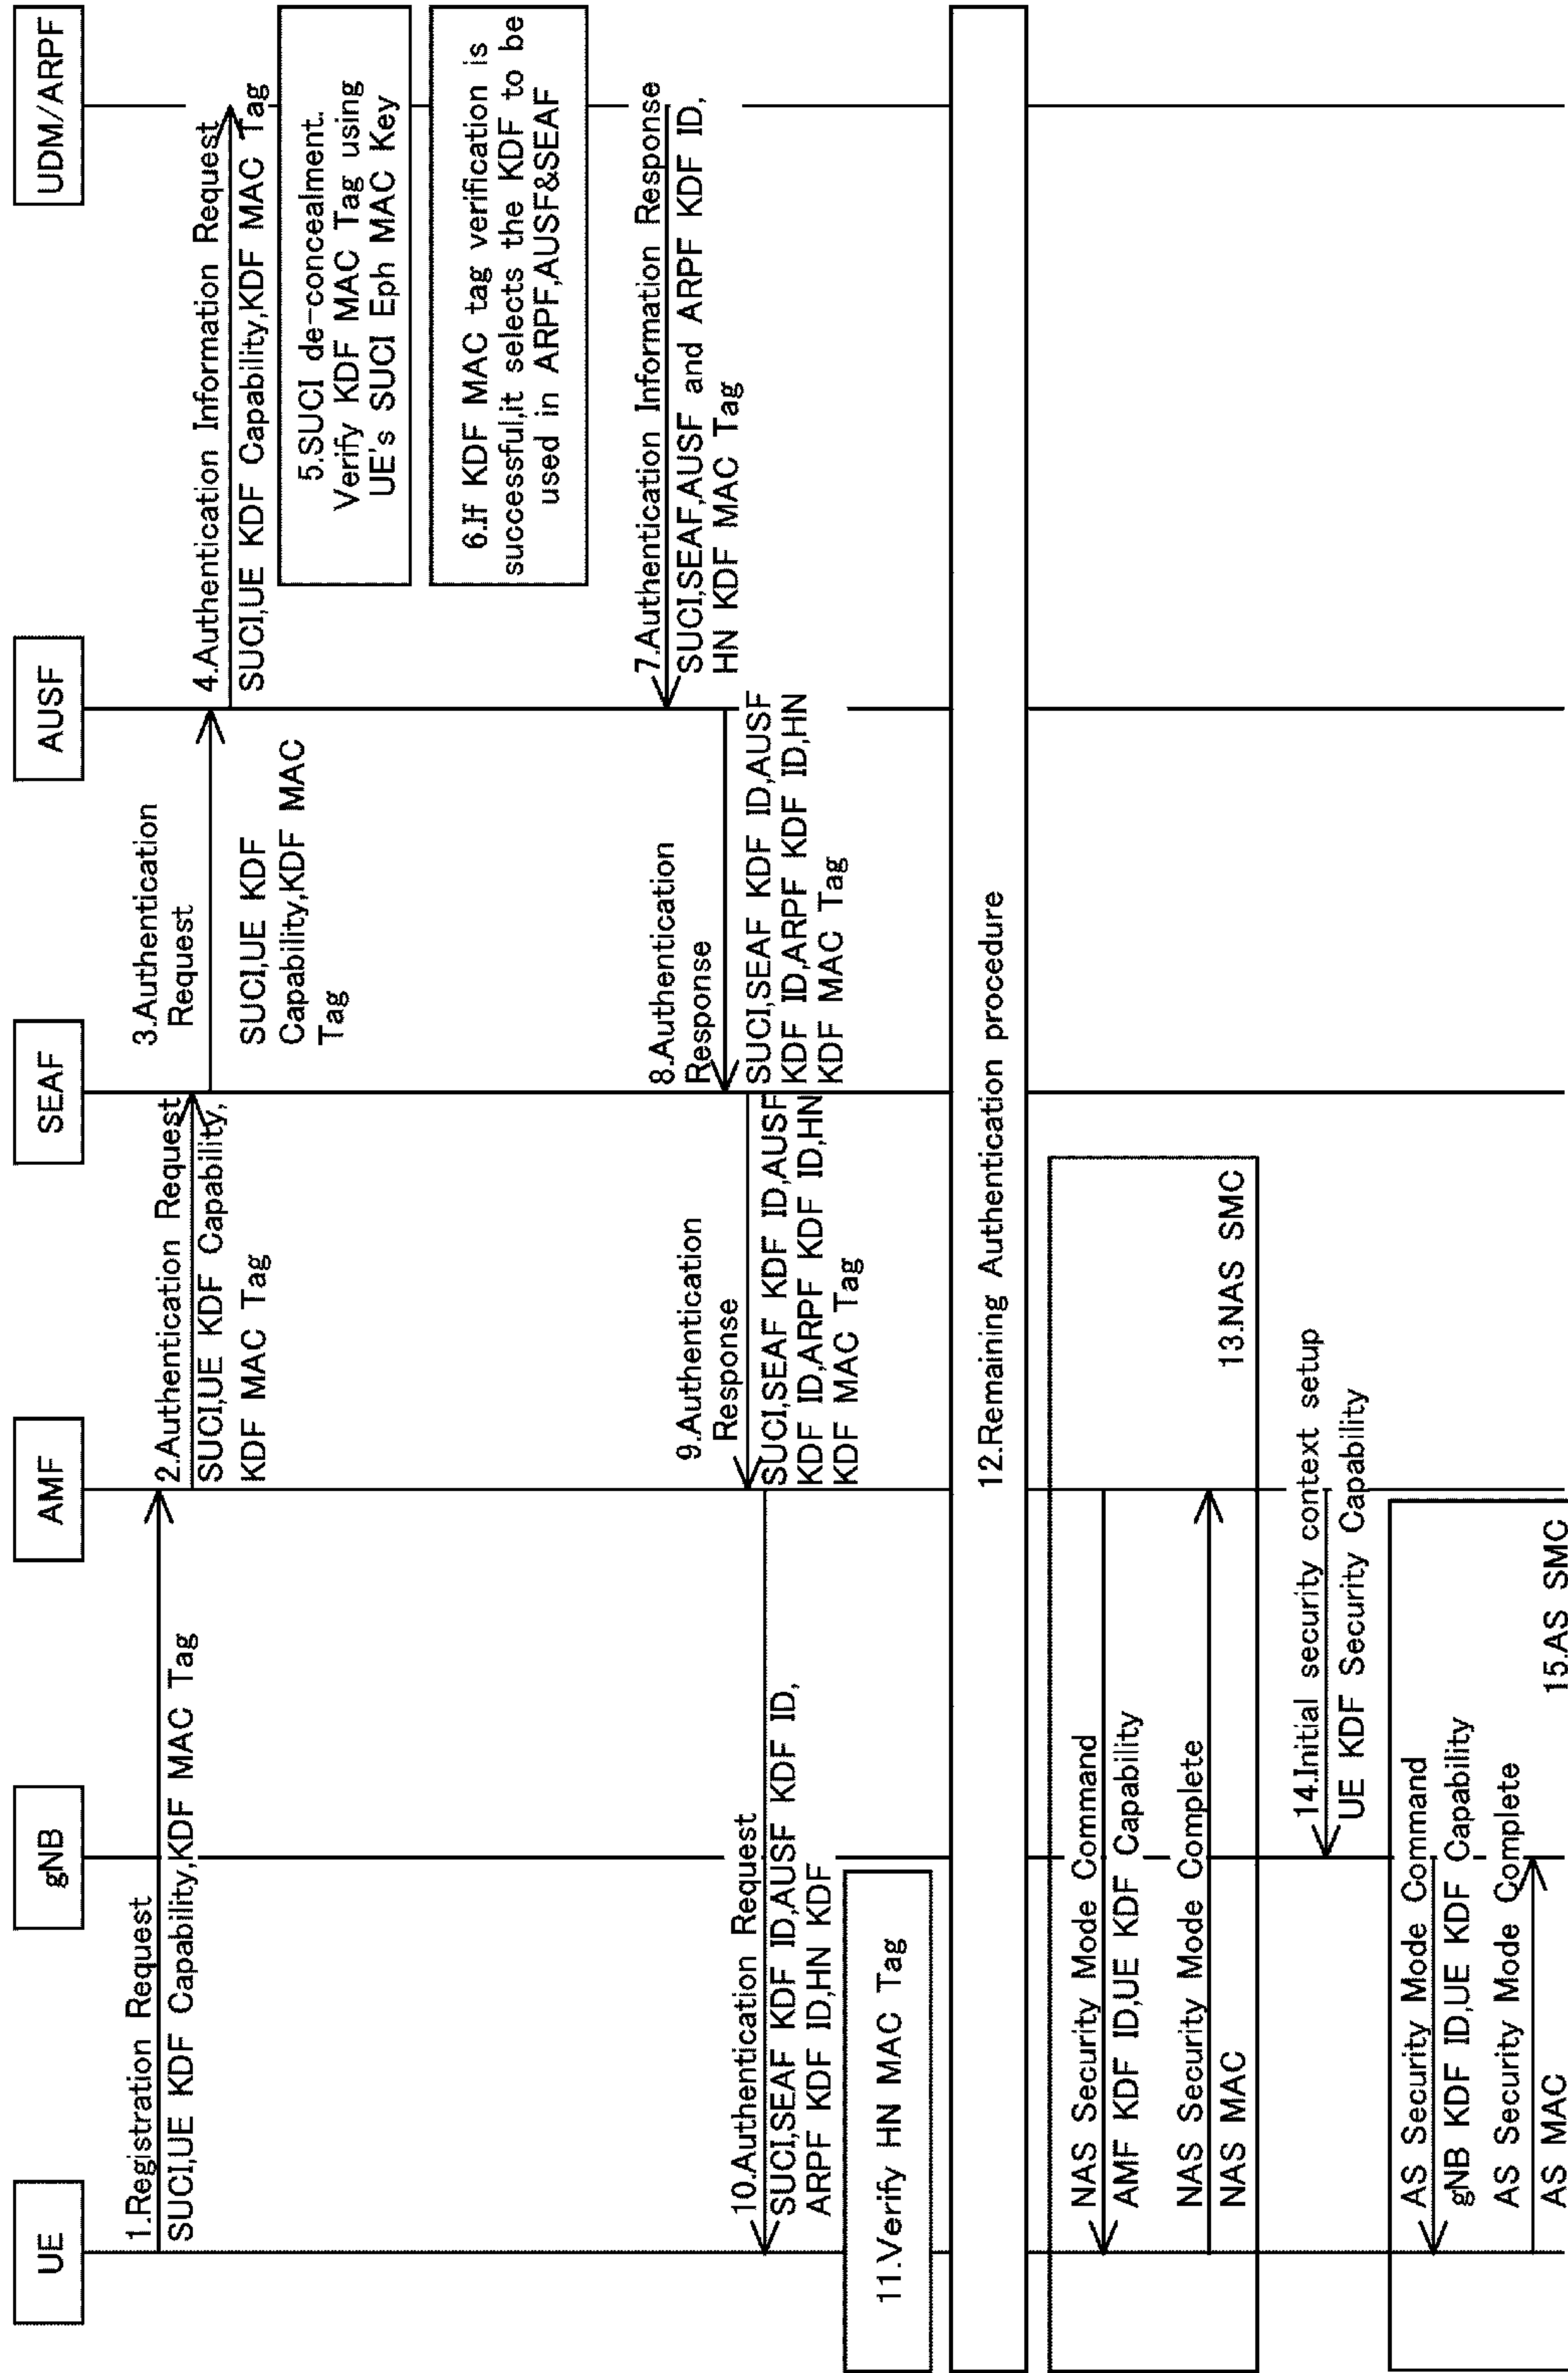 UE
gNB
AMF
SEAF
AUSF
UDM/ARPF
1.Registration Request
SUCI,UE KDF Capability,KDF MAC Tag
2.Authentication Request
SUCI,UE KDF Capability,
KDF MAC Tag
3.Authentication
Request
SUCI,UE KDF
Capability,KDF MAC
Tag
4.Authentication Information Request
SUCI,UE KDF Capability,KDF MAC Tag
5.SUCI de-concealment.
Verify KDF MAC Tag using
UE's SUCI Eph MAC Key
6.If KDF MAC tag verification is
successful,it selects the KDF to be
used in ARPF,AUSF&SEAF
7.Authentication Information Response
SUCI,SEAF,AUSF and ARPF KDF ID,
HN KDF MAC Tag
8.Authentication
Response
SUCI,SEAF KDF ID,AUSF
KDF ID,ARPF KDF ID,HN
KDF MAC Tag
9.Authentication
Response
SUCI,SEAF KDF ID,AUSF
KDF ID,ARPF KDF ID,HN
KDF MAC Tag
10.Authentication Request
SUCI,SEAF KDF ID,AUSF KDF ID,
ARPF KDF ID,HN KDF
11.Verify HN MAC Tag
12.Remaining Authentication procedure
NAS Security Mode Command
AMF KDF ID,UE KDF Capability
NAS Security Mode Complete
NAS MAC
13.NAS SMC
14.Initial security context setup
UE KDF Security Capability
AS Security Mode Command
gNB KDF ID,UE KDF Capability
AS Security Mode Complete
AS MAC
15.AS SMC